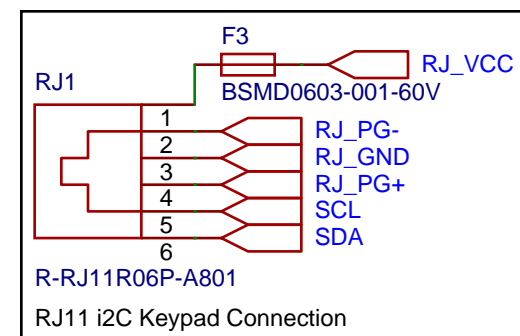 F3
RJ_VCC
BSMD0603-001-60V
RJ1
1
RJ_PG-
2
RJ_GND
3
RJ_PG+
4
SCL
5
SDA
6
R-RJ11R06P-A801
RJ11 i2C Keypad Connection